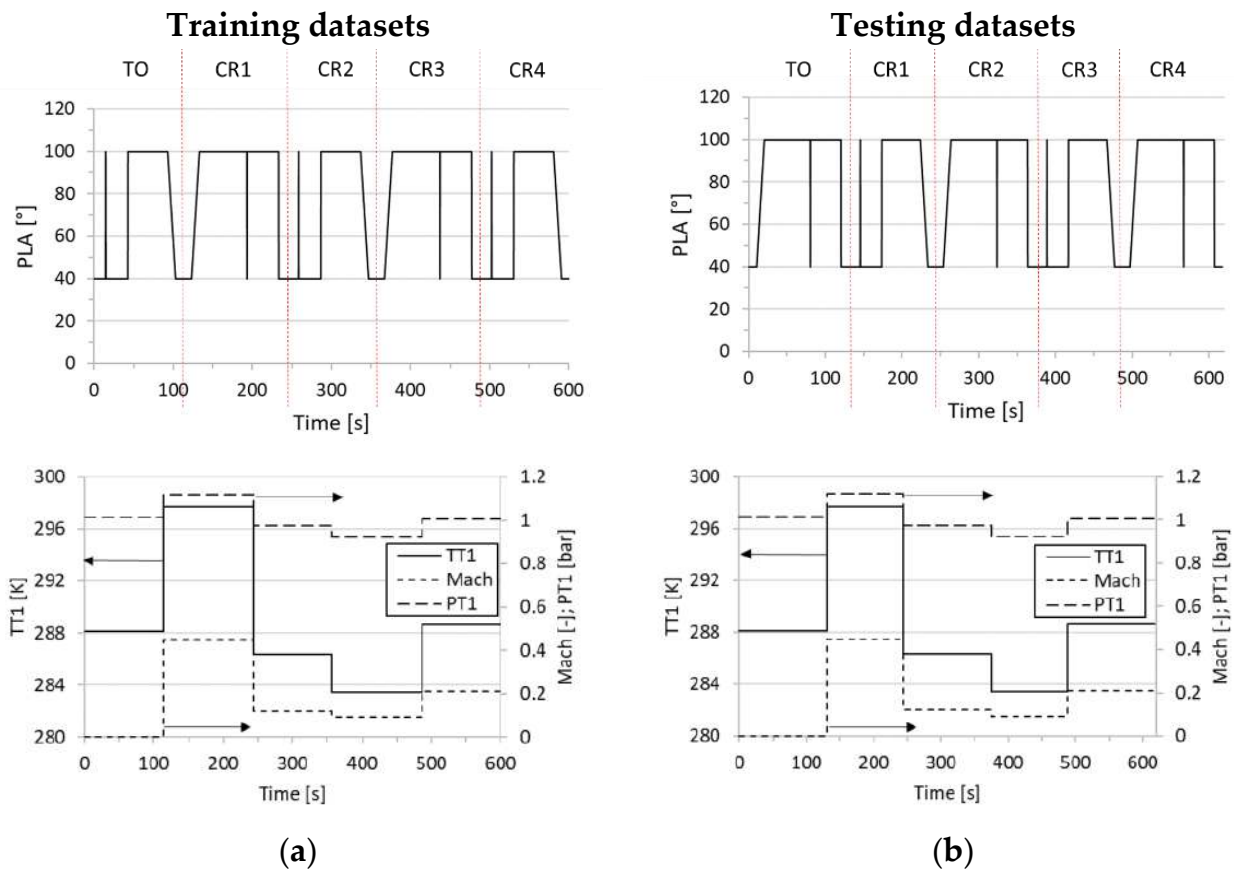 Training datasets
TO CR1 CR2 CR3 CR4
120
100
80
60
40
20
0
PLA [°]
0 100 200 300 400 500 600
Time [s]
Testing datasets
TO CR1 CR2 CR3 CR4
120
100
80
60
40
20
0
PLA [°]
0 100 200 300 400 500 600
Time [s]
300
296
292
288
284
280
TT1 [K]
1.2
1
0.8
0.6
0.4
0.2
0
Mach [-]; PT1 [bar]
TT1
Mach
PT1
0 100 200 300 400 500 600
Time [s]
(a)
300
296
292
288
284
280
TT1 [K]
1.2
1
0.8
0.6
0.4
0.2
0
Mach [-]; PT1 [bar]
TT1
Mach
PT1
0 100 200 300 400 500 600
Time [s]
(b)